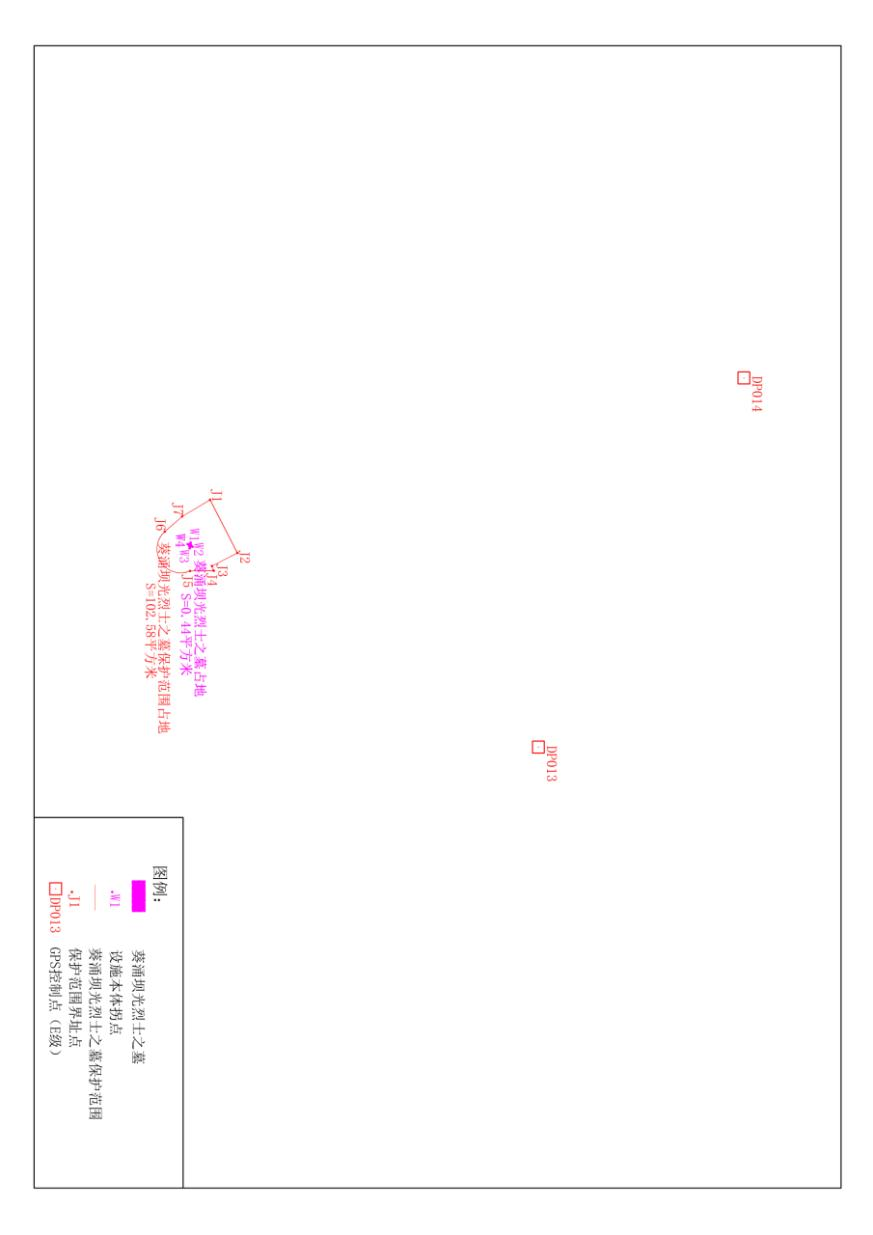 DP014
J1
J2
J7
J6
W1
W2
W4
W3
J3
J4
J5
葵涌坝光烈士之墓占地
S=0.44平方米
葵涌坝光烈士之墓保护范围占地
S=102.58平方米
DP013
图例:
葵涌坝光烈士之墓
W1 设施本体拐点
葵涌坝光烈士之墓保护范围
J1 保护范围界址点
DP013 GPS控制点（E级）